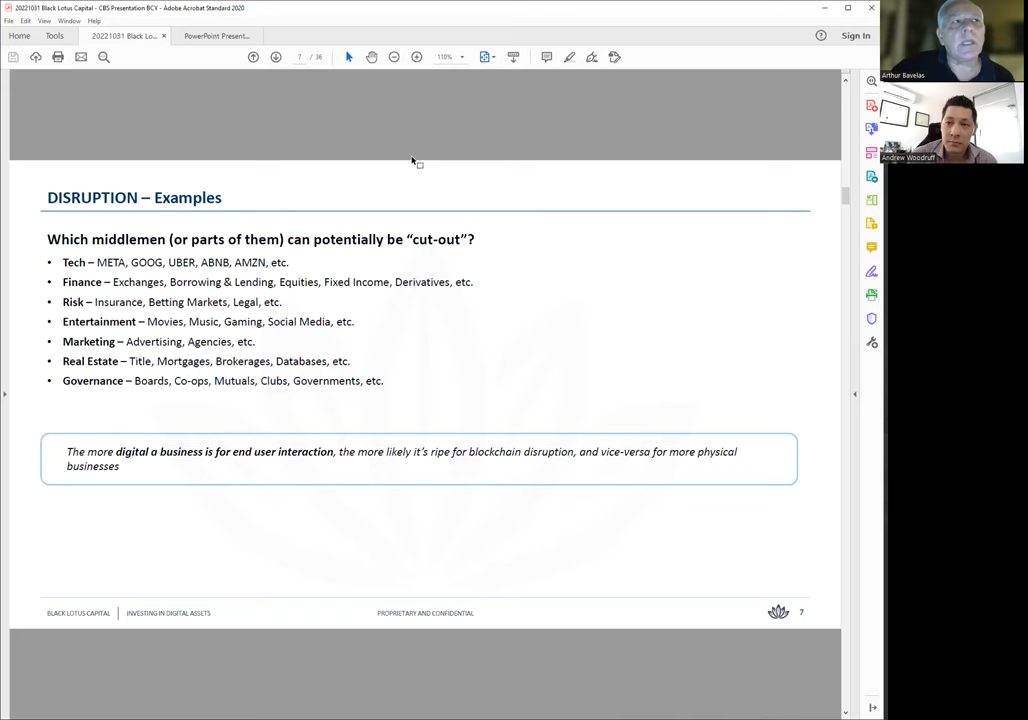 20221031 Black Lotus Capital - CBS Presentation BCV - Adobe Acrobat Standard 2020
File Edit View Window Help
Home Tools 20221031 Black Lo... × PowerPoint Present... Sign In
7 / 36 110%
Arthur Bavelas
Andrew Woodruff
DISRUPTION – Examples
Which middlemen (or parts of them) can potentially be “cut-out”?
• Tech – META, GOOG, UBER, ABNB, AMZN, etc.
• Finance – Exchanges, Borrowing & Lending, Equities, Fixed Income, Derivatives, etc.
• Risk – Insurance, Betting Markets, Legal, etc.
• Entertainment – Movies, Music, Gaming, Social Media, etc.
• Marketing – Advertising, Agencies, etc.
• Real Estate – Title, Mortgages, Brokerages, Databases, etc.
• Governance – Boards, Co-ops, Mutuals, Clubs, Governments, etc.
The more digital a business is for end user interaction, the more likely it’s ripe for blockchain disruption, and vice-versa for more physical
businesses
BLACK LOTUS CAPITAL | INVESTING IN DIGITAL ASSETS PROPRIETARY AND CONFIDENTIAL 7